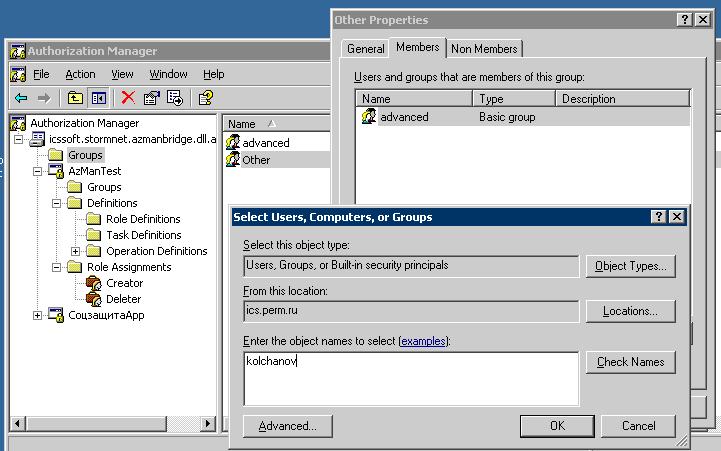 Other Properties
General
Members
Non Members
Users and groups that are members of this group:
Name
Type
Description
advanced
Basic group
Authorization Manager
File
Action
View
Window
Help
Authorization Manager
icssoft.stormnet.azmanbridge.dll.a
Groups
AzManTest
Groups
Definitions
Role Definitions
Task Definitions
Operation Definitions
Role Assignments
Creator
Deleter
СоцзащитаApp
Name
advanced
Other
Select Users, Computers, or Groups
Select this object type:
Users, Groups, or Built-in security principals
Object Types...
From this location:
ics.perm.ru
Locations...
Enter the object names to select (examples):
kolchanov
Check Names
Advanced...
OK
Cancel